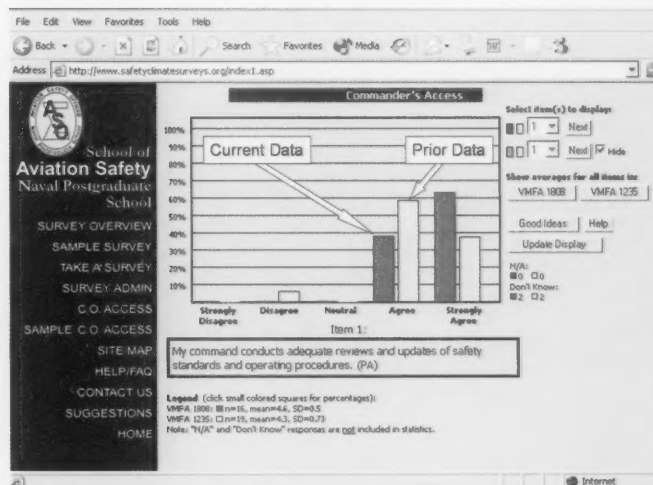 File Edit View Favorites Tools Help
Back Search Favorites Media
Address http://www.safetyclimatesurveys.org/index1.asp
ASO
School of
Aviation Safety
Naval Postgraduate
School
SURVEY OVERVIEW
SAMPLE SURVEY
TAKE A SURVEY
SURVEY ADMIN
C.O. ACCESS
SAMPLE C.O. ACCESS
SITE MAP
HELP/FAQ
CONTACT US
SUGGESTIONS
HOME
Commander's Access
100%
90%
80%
70%
60%
50%
40%
30%
20%
10%
Current Data
Prior Data
Strongly Disagree
Disagree
Neutral
Agree
Strongly Agree
Item 1:
My command conducts adequate reviews and updates of safety
standards and operating procedures. (PA)
Legend (click small colored squares for percentages):
VMFA 1808: n=16, mean=4.6, SD=0.5
VMFA 1235: n=19, mean=4.3, SD=0.73
Note: "N/A" and "Don't Know" responses are not included in statistics.
Select item(s) to display:
1 Next
1 Next Hide
Show averages for all items in:
VMFA 1808 VMFA 1235
Good Ideas Help
Update Display
N/A:
0 0
Don't Know:
2 2
Internet